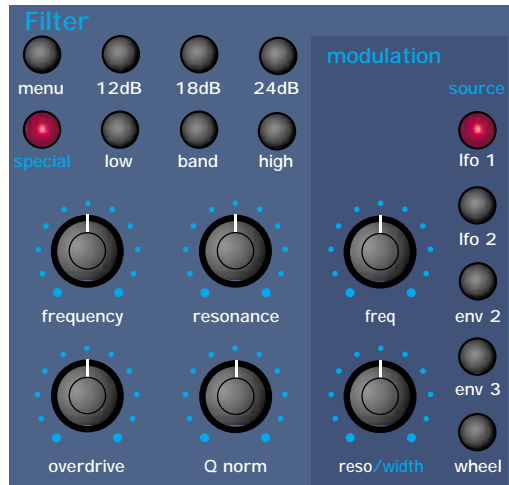 Filter
modulation
menu 12dB 18dB 24dB
source
special low band high
lfo 1
lfo 2
frequency resonance freq env 2
env 3
overdrive Q norm reso/width wheel